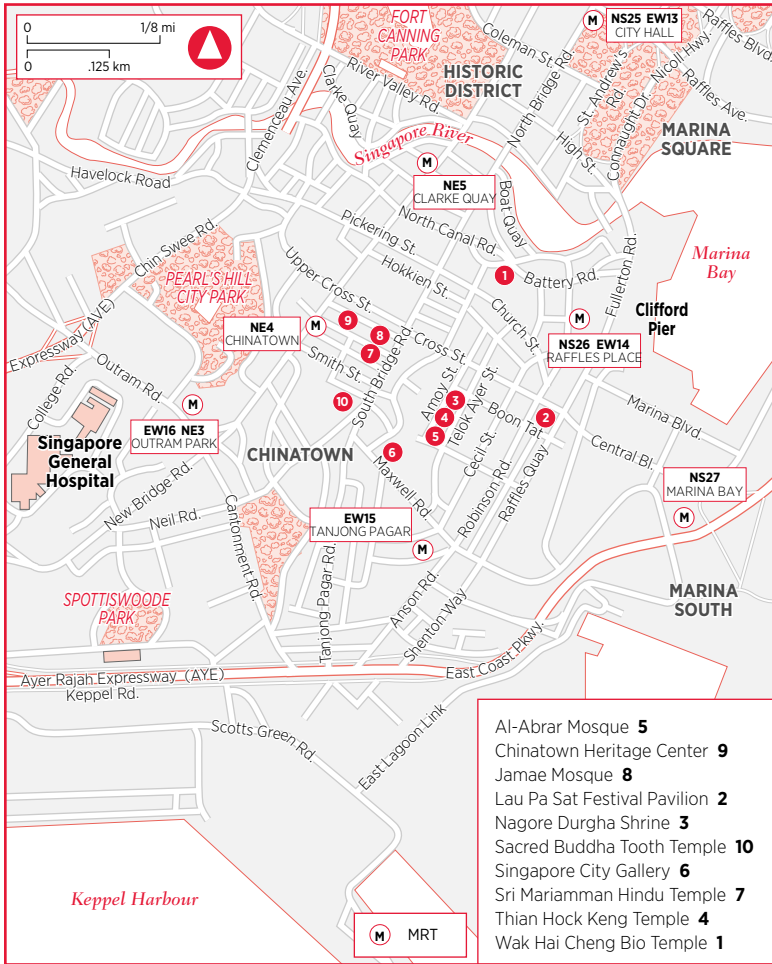 0 1/8 mi
0 .125 km
FORT
CANNING
PARK
NS25 EW13
CITY HALL
Raffles Blvd.
Coleman St.
Nicoll Hwy.
St. Andrew's
Rd.
Raffles Ave.
Connaught Dr.
North Bridge Rd.
HISTORIC
DISTRICT
River Valley Rd.
Clarke Quay
Clemenceau Ave.
High St.
MARINA
SQUARE
Singapore River
Havelock Road
NE5
CLARKE QUAY
Boat Quay
North Canal Rd.
Pickering St.
Chin Swee Rd.
Hokkien St.
Upper Cross St.
Battery Rd.
Fullerton Rd.
Marina
Bay
PEARL'S HILL
CITY PARK
1
Clifford
Pier
Church St.
NE4
CHINATOWN
9
8
7
Cross St.
NS26 EW14
RAFFLES PLACE
Expressway (AVE)
Smith St.
South Bridge Rd.
Outram Rd.
College Rd.
10
Amoy St.
Telok Ayer St.
3
4
5
Boon Tat
2
Marina Blvd.
EW16 NE3
OUTRAM PARK
Singapore
General
Hospital
CHINATOWN
6
Cecil St.
Central Bl.
Maxwell Rd.
Robinson Rd.
Raffles Quay
NS27
MARINA BAY
New Bridge Rd.
Neil Rd.
Cantonment Rd.
EW15
TANJONG PAGAR
Tanjong Pagar Rd.
Anson Rd.
Shenton Way
MARINA
SOUTH
SPOTTISWOODE
PARK
East Coast Pkwy.
Ayer Rajah Expressway (AYE)
Keppel Rd.
Scotts Green Rd.
East Lagoon Link
Keppel Harbour
M MRT
Al-Abrar Mosque 5
Chinatown Heritage Center 9
Jamae Mosque 8
Lau Pa Sat Festival Pavilion 2
Nagore Durgha Shrine 3
Sacred Buddha Tooth Temple 10
Singapore City Gallery 6
Sri Mariamman Hindu Temple 7
Thian Hock Keng Temple 4
Wak Hai Cheng Bio Temple 1